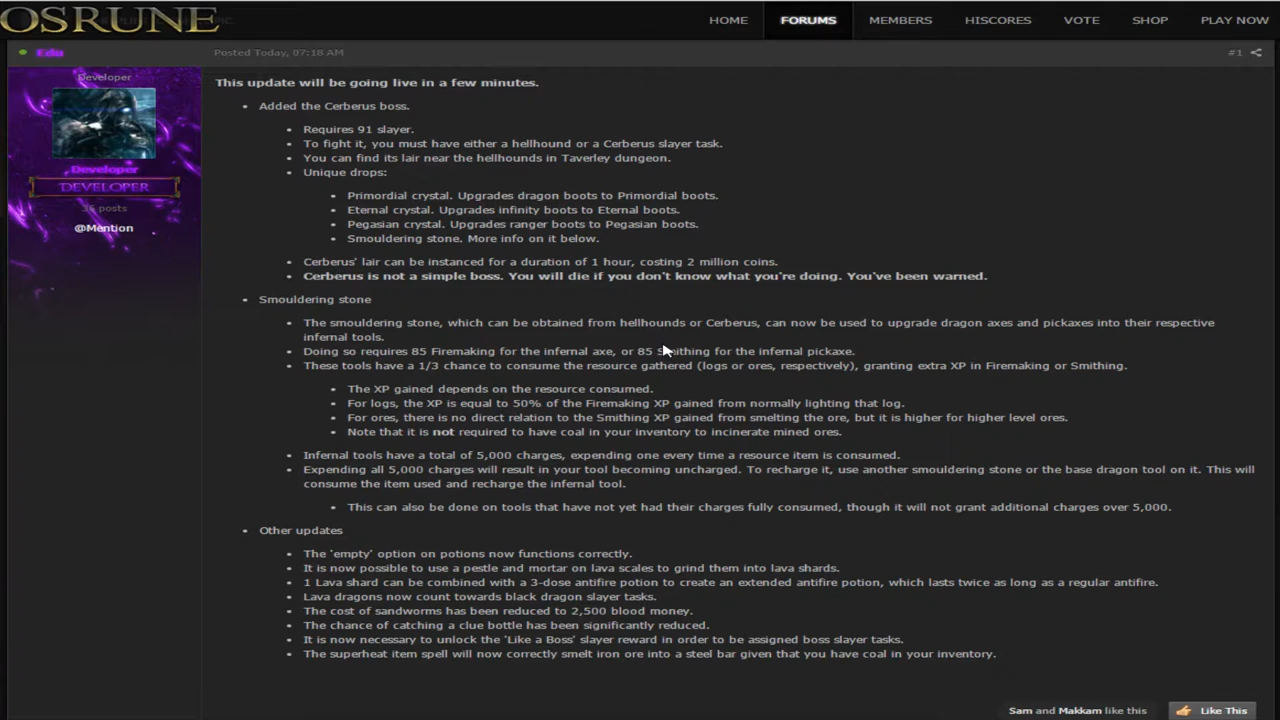 OSRUNE
HOME FORUMS MEMBERS HISCORES VOTE SHOP PLAY NOW
Edu
Posted Today, 07:18 AM
#1
Developer
Developer
DEVELOPER
36 posts
@Mention
This update will be going live in a few minutes.
Added the Cerberus boss.
Requires 91 slayer.
To fight it, you must have either a hellhound or a Cerberus slayer task.
You can find its lair near the hellhounds in Taverley dungeon.
Unique drops:
Primordial crystal. Upgrades dragon boots to Primordial boots.
Eternal crystal. Upgrades infinity boots to Eternal boots.
Pegasian crystal. Upgrades ranger boots to Pegasian boots.
Smouldering stone. More info on it below.
Cerberus' lair can be instanced for a duration of 1 hour, costing 2 million coins.
Cerberus is not a simple boss. You will die if you don't know what you're doing. You've been warned.
Smouldering stone
The smouldering stone, which can be obtained from hellhounds or Cerberus, can now be used to upgrade dragon axes and pickaxes into their respective
infernal tools.
Doing so requires 85 Firemaking for the infernal axe, or 85 Smithing for the infernal pickaxe.
These tools have a 1/3 chance to consume the resource gathered (logs or ores, respectively), granting extra XP in Firemaking or Smithing.
The XP gained depends on the resource consumed.
For logs, the XP is equal to 50% of the Firemaking XP gained from normally lighting that log.
For ores, there is no direct relation to the Smithing XP gained from smelting the ore, but it is higher for higher level ores.
Note that it is not required to have coal in your inventory to incinerate mined ores.
Infernal tools have a total of 5,000 charges, expending one every time a resource item is consumed.
Expending all 5,000 charges will result in your tool becoming uncharged. To recharge it, use another smouldering stone or the base dragon tool on it. This will
consume the item used and recharge the infernal tool.
This can also be done on tools that have not yet had their charges fully consumed, though it will not grant additional charges over 5,000.
Other updates
The 'empty' option on potions now functions correctly.
It is now possible to use a pestle and mortar on lava scales to grind them into lava shards.
1 Lava shard can be combined with a 3-dose antifire potion to create an extended antifire potion, which lasts twice as long as a regular antifire.
Lava dragons now count towards black dragon slayer tasks.
The cost of sandworms has been reduced to 2,500 blood money.
The chance of catching a clue bottle has been significantly reduced.
It is now necessary to unlock the 'Like a Boss' slayer reward in order to be assigned boss slayer tasks.
The superheat item spell will now correctly smelt iron ore into a steel bar given that you have coal in your inventory.
Sam and Makkam like this
Like This